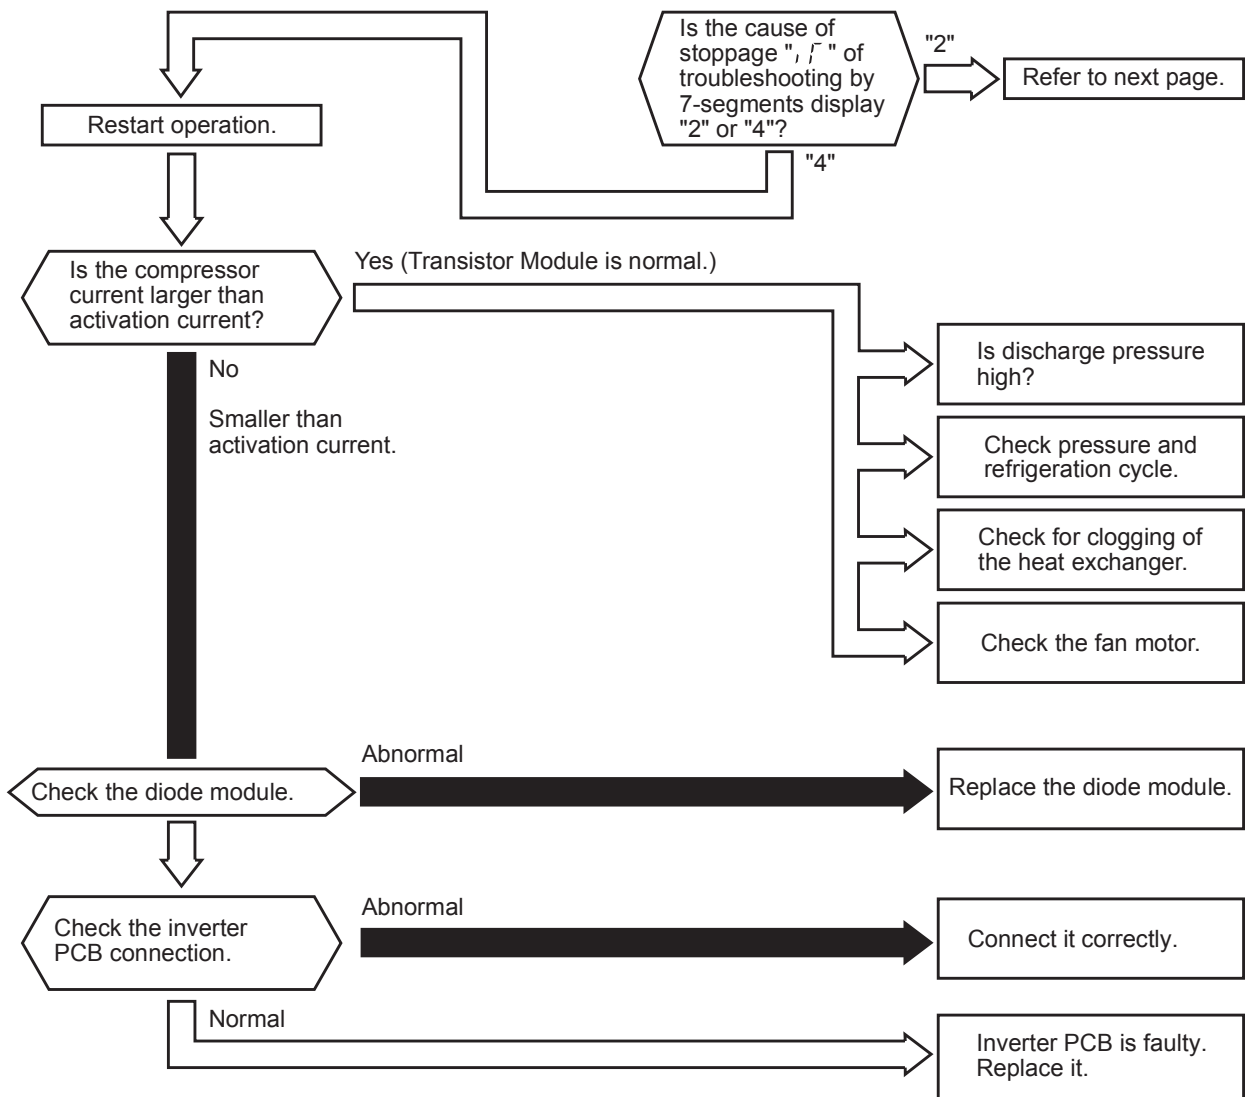 Is the cause of
stoppage " " of
troubleshooting by
7-segments display
"2" or "4"?
"2"
Refer to next page.
"4"
Restart operation.
Is the compressor
current larger than
activation current?
Yes (Transistor Module is normal.)
No
Smaller than
activation current.
Is discharge pressure
high?
Check pressure and
refrigeration cycle.
Check for clogging of
the heat exchanger.
Check the fan motor.
Check the diode module.
Abnormal
Replace the diode module.
Check the inverter
PCB connection.
Abnormal
Connect it correctly.
Normal
Inverter PCB is faulty.
Replace it.